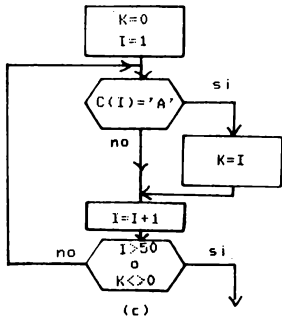 K=0
I=1
C(I)='A'
si
no
K=I
I=I+1
no
I>50
o
K<>0
si
(c)